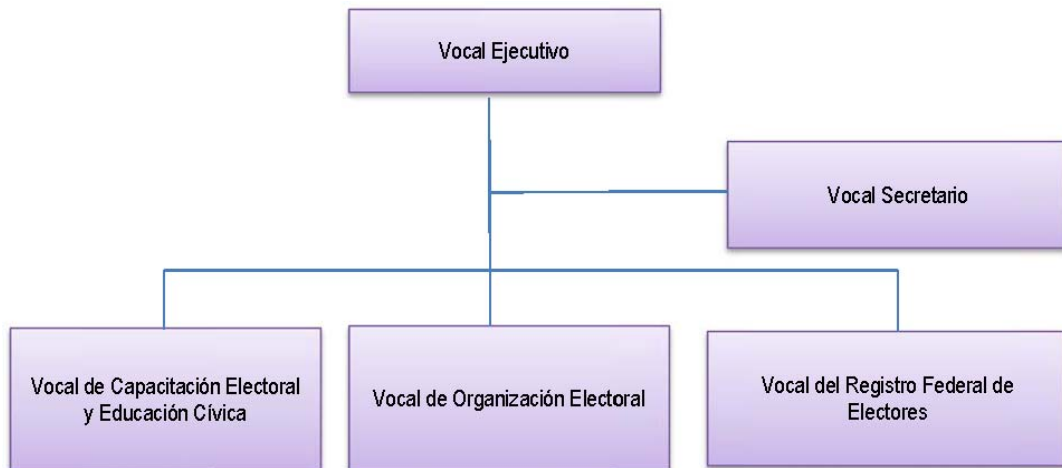 Vocal Ejecutivo
Vocal Secretario
Vocal de Capacitación Electoral
y Educación Cívica
Vocal de Organización Electoral
Vocal del Registro Federal de
Electores